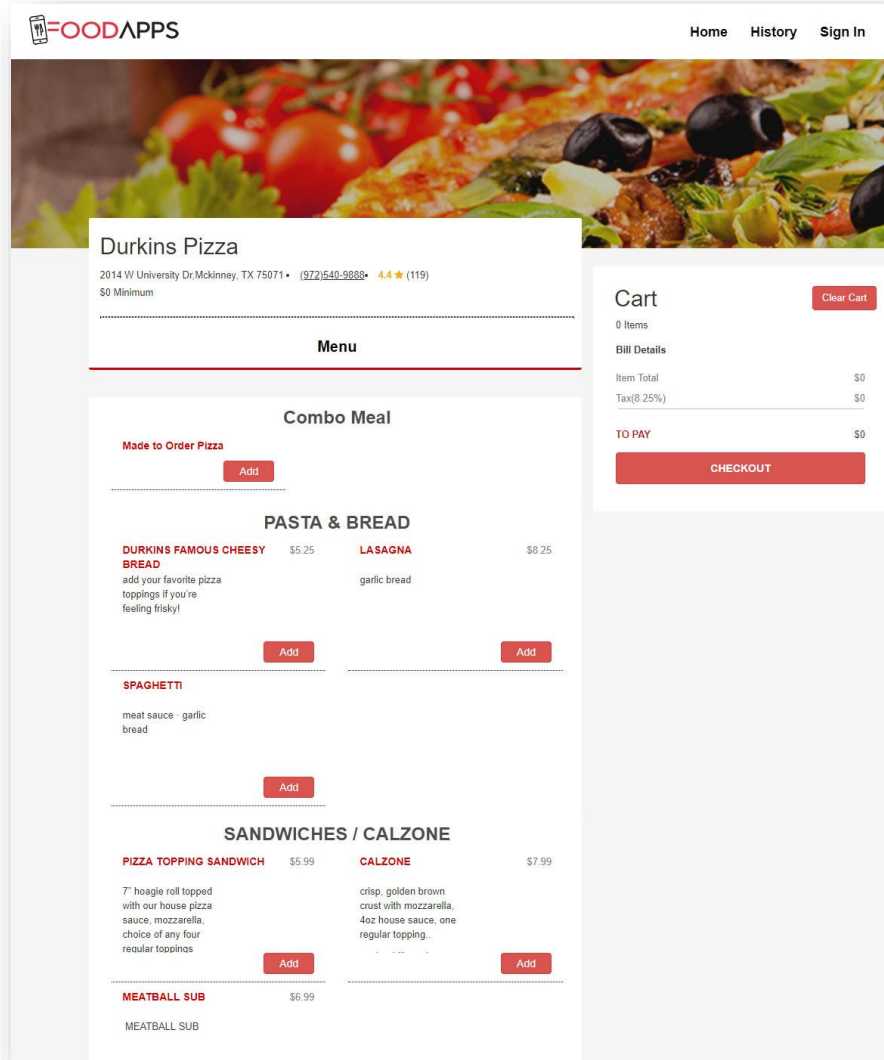 FOODAPPS
Home History Sign In
Durkins Pizza
2014 W University Dr,Mckinney, TX 75071 • (972)540-9888• 4.4 ★ (119)
$0 Minimum
Menu
Cart
Clear Cart
0 Items
Bill Details
Item Total $0
Tax(8.25%) $0
TO PAY $0
CHECKOUT
Combo Meal
Made to Order Pizza
Add
PASTA & BREAD
DURKINS FAMOUS CHEESY $5.25
BREAD
add your favorite pizza
toppings if you're
feeling frisky!
Add
LASAGNA $8.25
garlic bread
Add
SPAGHETTI
meat sauce · garlic
bread
Add
SANDWICHES / CALZONE
PIZZA TOPPING SANDWICH $5.99
7" hoagie roll topped
with our house pizza
sauce, mozzarella,
choice of any four
regular toppings
Add
CALZONE $7.99
crisp, golden brown
crust with mozzarella,
4oz house sauce, one
regular topping..
Add
MEATBALL SUB $6.99
MEATBALL SUB